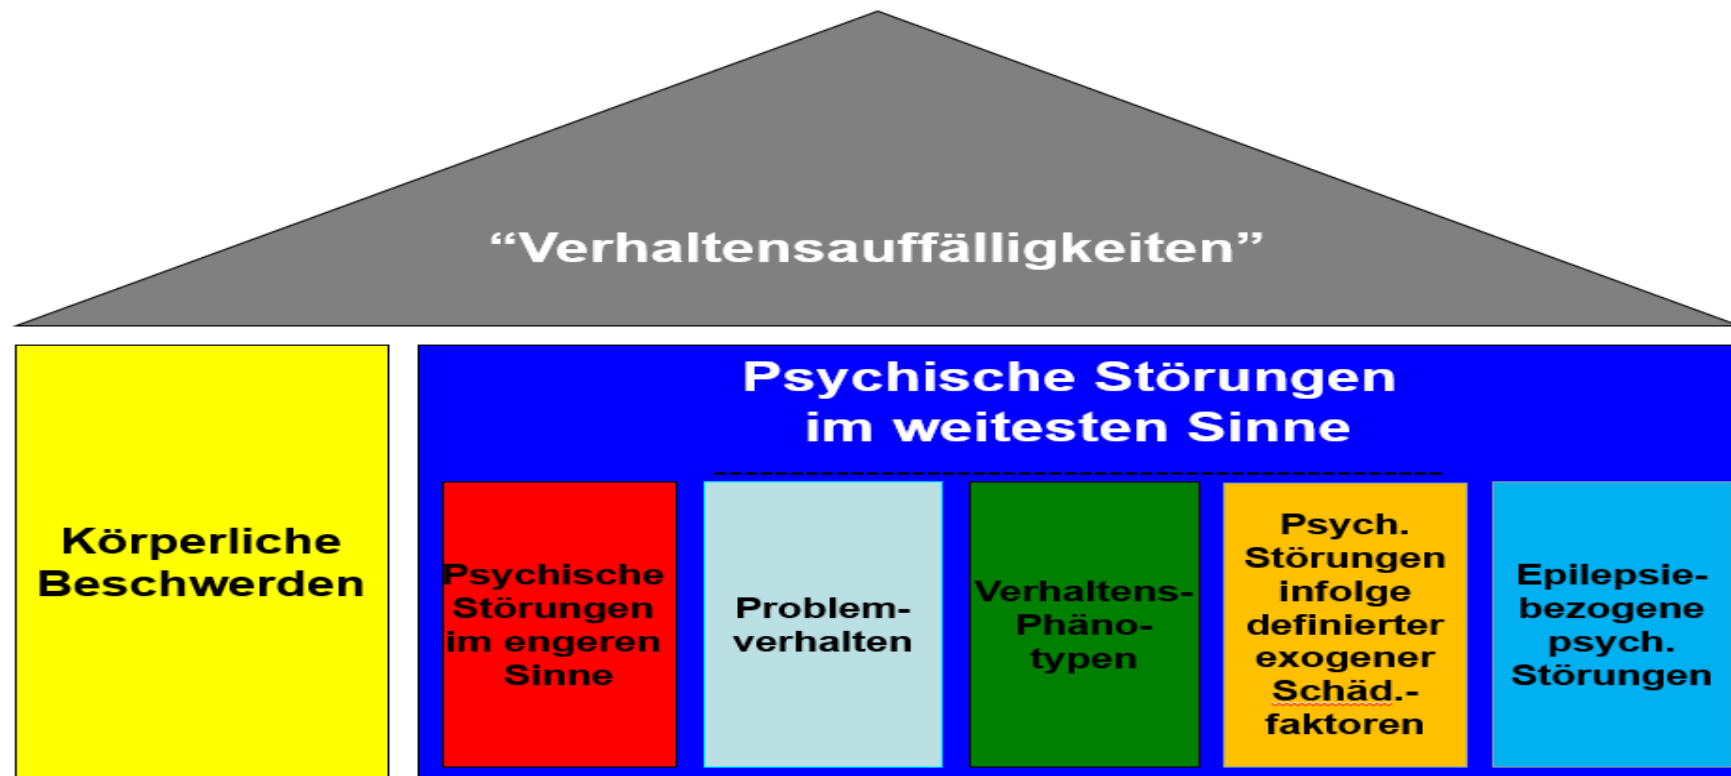 “Verhaltensauffälligkeiten”
Körperliche
Beschwerden
Psychische Störungen
im weitesten Sinne
Psychische
Störungen
im engeren
Sinne
Problem-
verhalten
Verhaltens-
Phäno-
typen
Psych.
Störungen
infolge
definierter
exogener
Schäd.-
faktoren
Epilepsie-
bezogene
psych.
Störungen